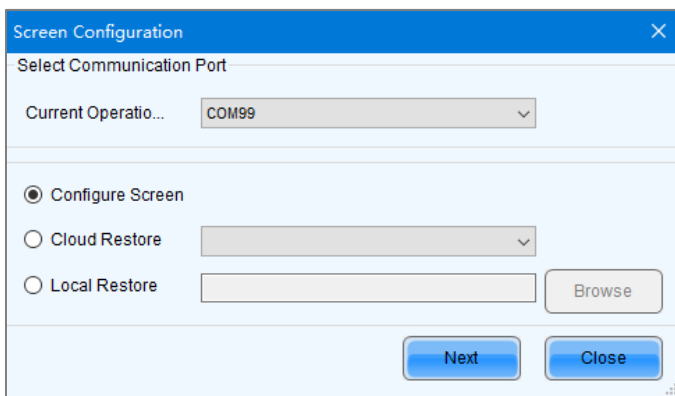 Screen Configuration
Select Communication Port
Current Operatio... COM99
Configure Screen
Cloud Restore
Local Restore Browse
Next Close